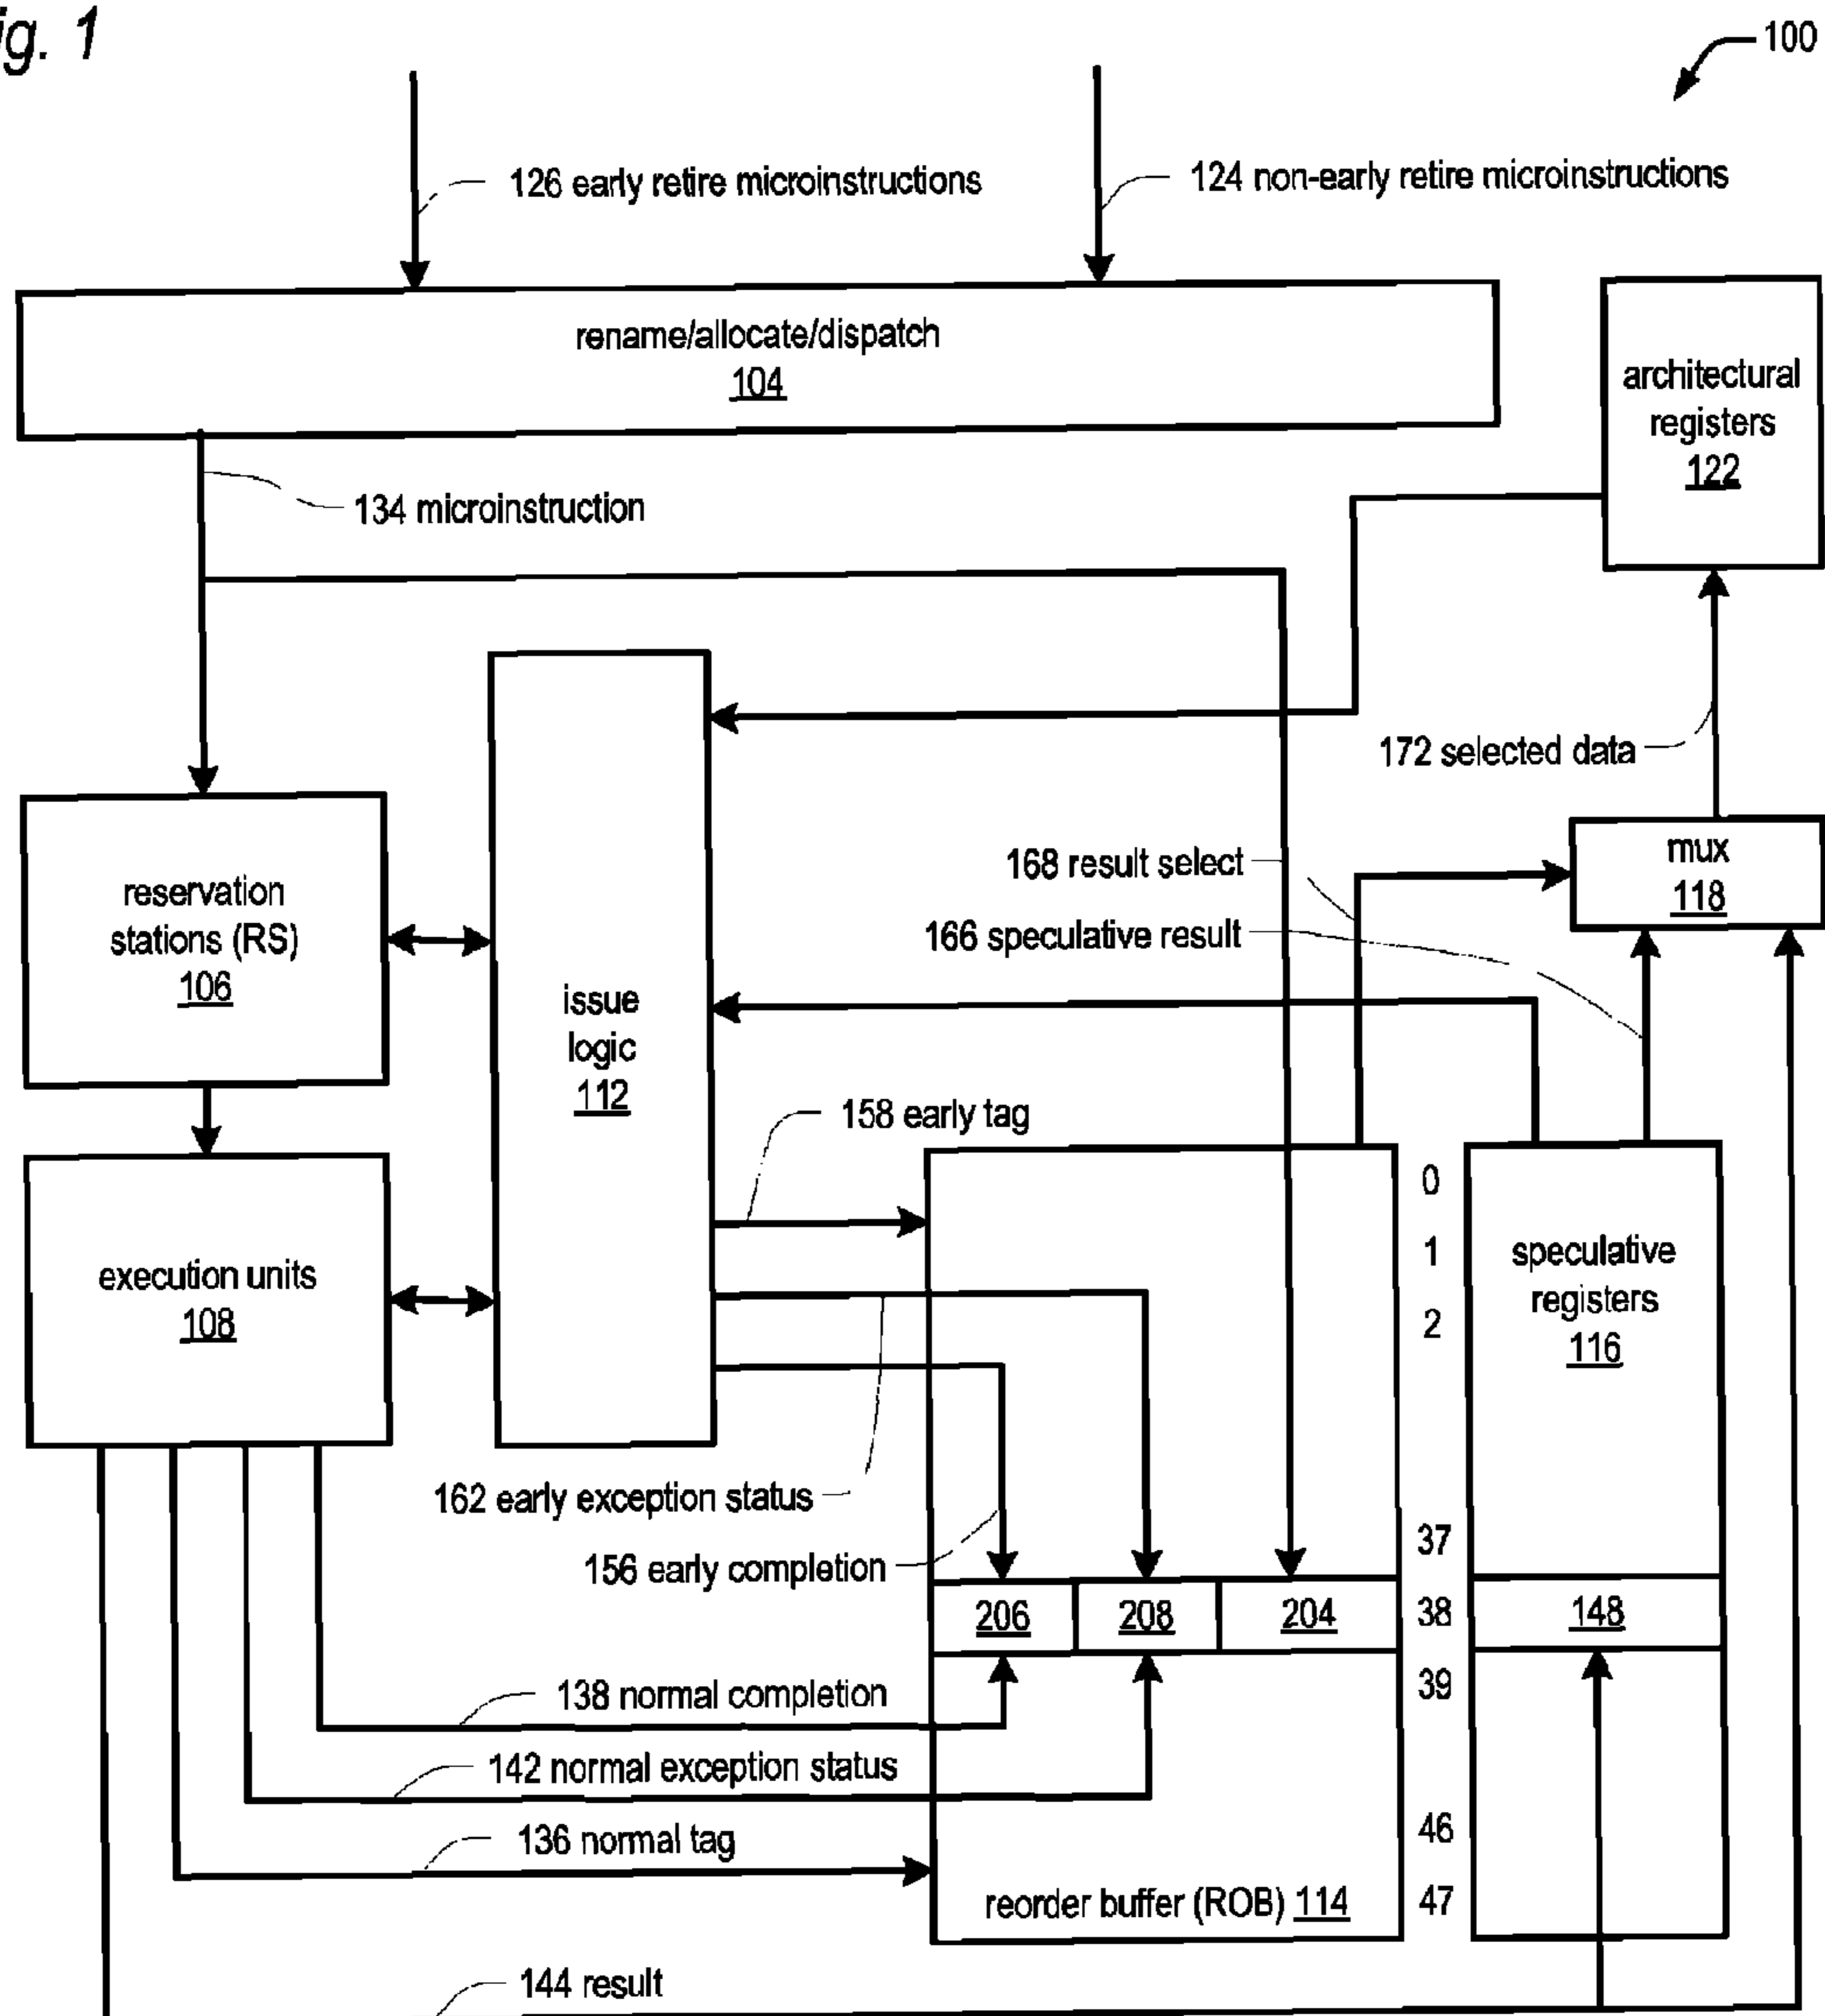 ig. 1
100
126 early retire microinstructions
124 non-early retire microinstructions
rename/allocate/dispatch
104
architectural
registers
122
134 microinstruction
172 selected data
mux
118
168 result select
166 speculative result
reservation
stations (RS)
106
issue
logic
112
158 early tag
0
1
2
speculative
registers
116
execution units
108
162 early exception status
156 early completion
37
206
208
204
38
148
39
138 normal completion
142 normal exception status
136 normal tag
46
47
reorder buffer (ROB) 114
144 result